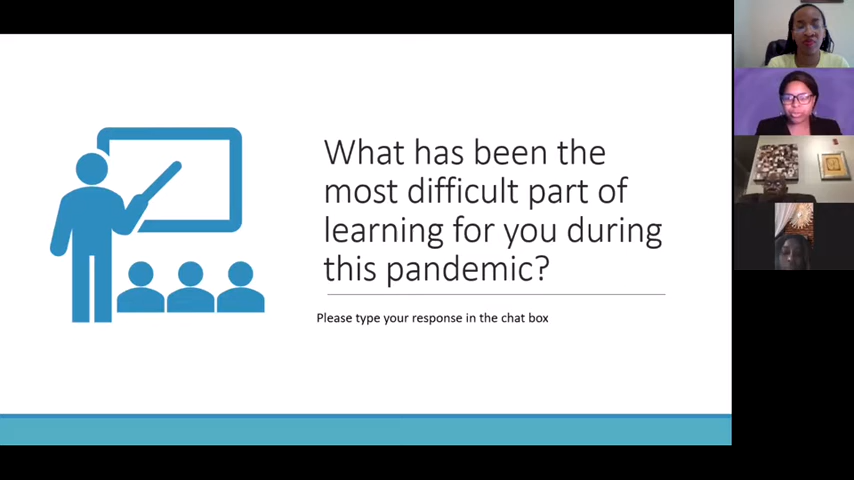 What has been the
most difficult part of
learning for you during
this pandemic?
Please type your response in the chat box